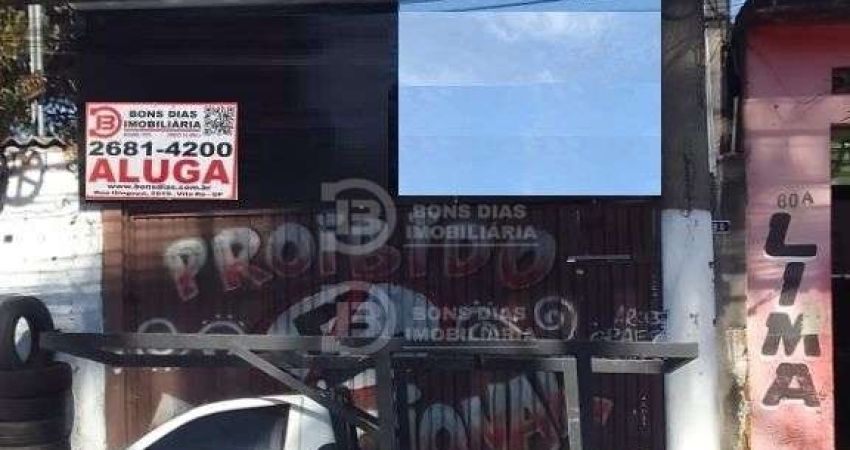 BONS DIAS
IMOBILIÁRIA
2681-4200
ALUGA
www.bonsdias.com.br
BONS DIAS
IMOBILIÁRIA
PROIBIDO
BONS DIAS
IMOBILIÁRIA
60A
LIMA